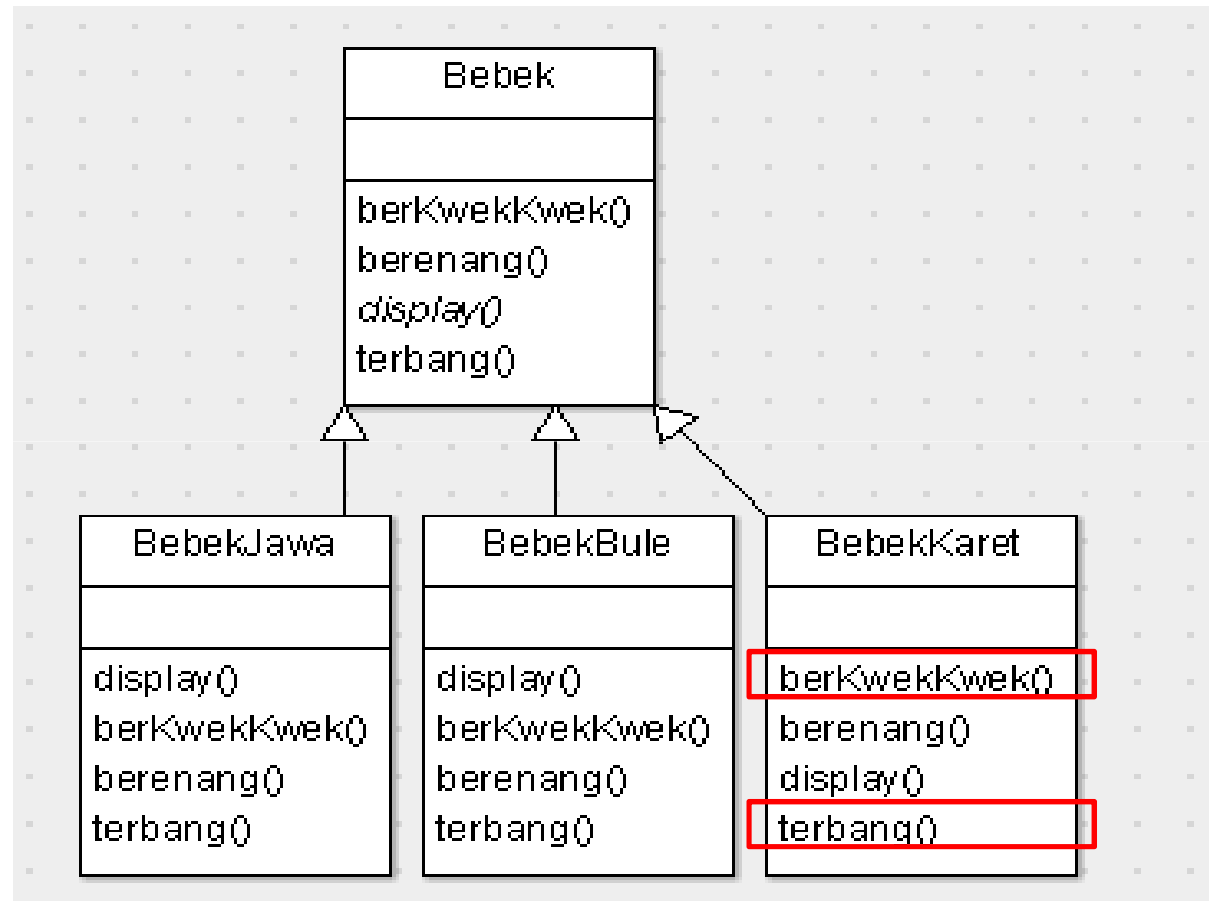 Bebek
berKwekKwek()
berenang()
display()
terbang()
BebekJawa
display()
berKwekKwek()
berenang()
terbang()
BebekBule
display()
berKwekKwek()
berenang()
terbang()
BebekKaret
berKwekKwek()
berenang()
display()
terbang()